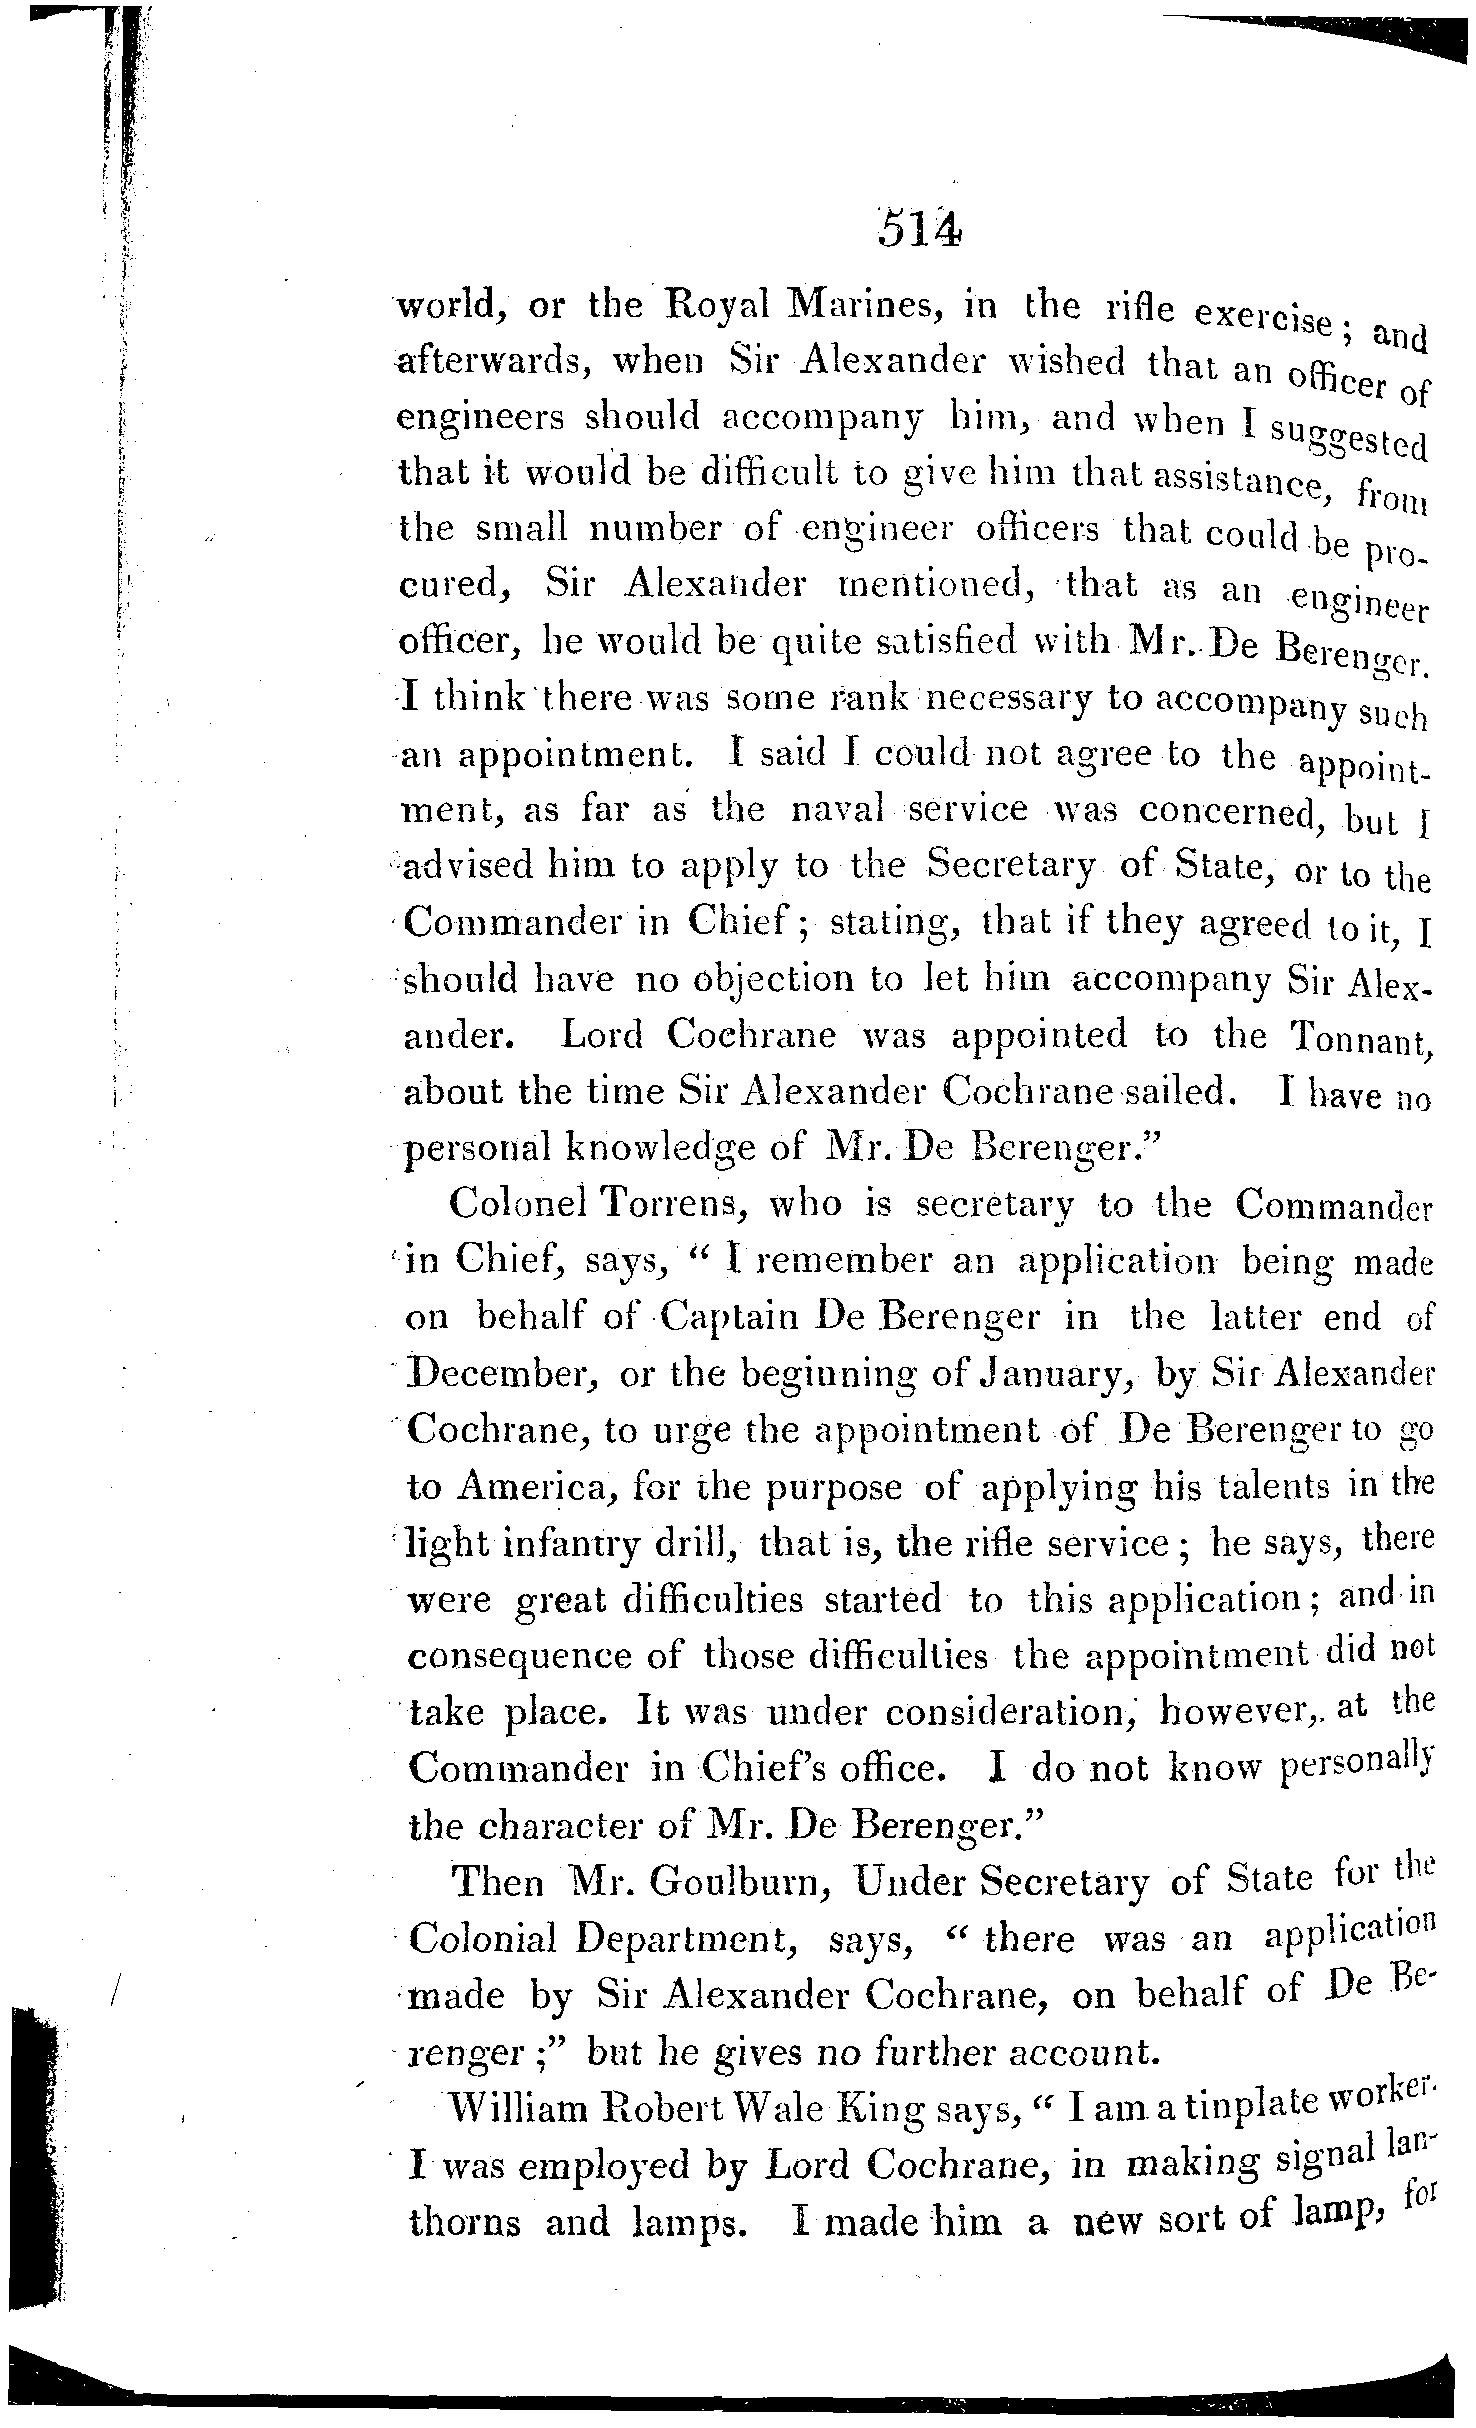 514
world, or the Royal Marines, in the rifle exercise; and
afterwards, when Sir Alexander wished that an officer of
engineers should accompany him, and when I suggested
that it would be difficult to give him that assistance, from
the small number of engineer officers that could be pro-
cured, Sir Alexander mentioned, that as an engineer
officer, he would be quite satisfied with Mr. De Berenger.
I think there was some rank necessary to accompany such
an appointment. I said I could not agree to the appoint-
ment, as far as the naval service was concerned, but I
advised him to apply to the Secretary of State, or to the
Commander in Chief; stating, that if they agreed to it, I
should have no objection to let him accompany Sir Alex-
ander. Lord Cochrane was appointed to the Tonnant,
about the time Sir Alexander Cochrane sailed. I have no
personal knowledge of Mr. De Berenger."
Colonel Torrens, who is secretary to the Commander
in Chief, says, " I remember an application being made
on behalf of Captain De Berenger in the latter end of
December, or the beginning of January, by Sir Alexander
Cochrane, to urge the appointment of De Berenger to go
to America, for the purpose of applying his talents in the
light infantry drill, that is, the rifle service; he says, there
were great difficulties started to this application; and in
consequence of those difficulties the appointment did not
take place. It was under consideration, however, at the
Commander in Chief's office. I do not know personally
the character of Mr. De Berenger."
Then Mr. Goulburn, Under Secretary of State for the
Colonial Department, says, " there was an application
made by Sir Alexander Cochrane, on behalf of De Be-
renger;" but he gives no further account.
William Robert Wale King says, " I am a tinplate worker.
I was employed by Lord Cochrane, in making signal lan-
thorns and lamps. I made him a new sort of lamp, for